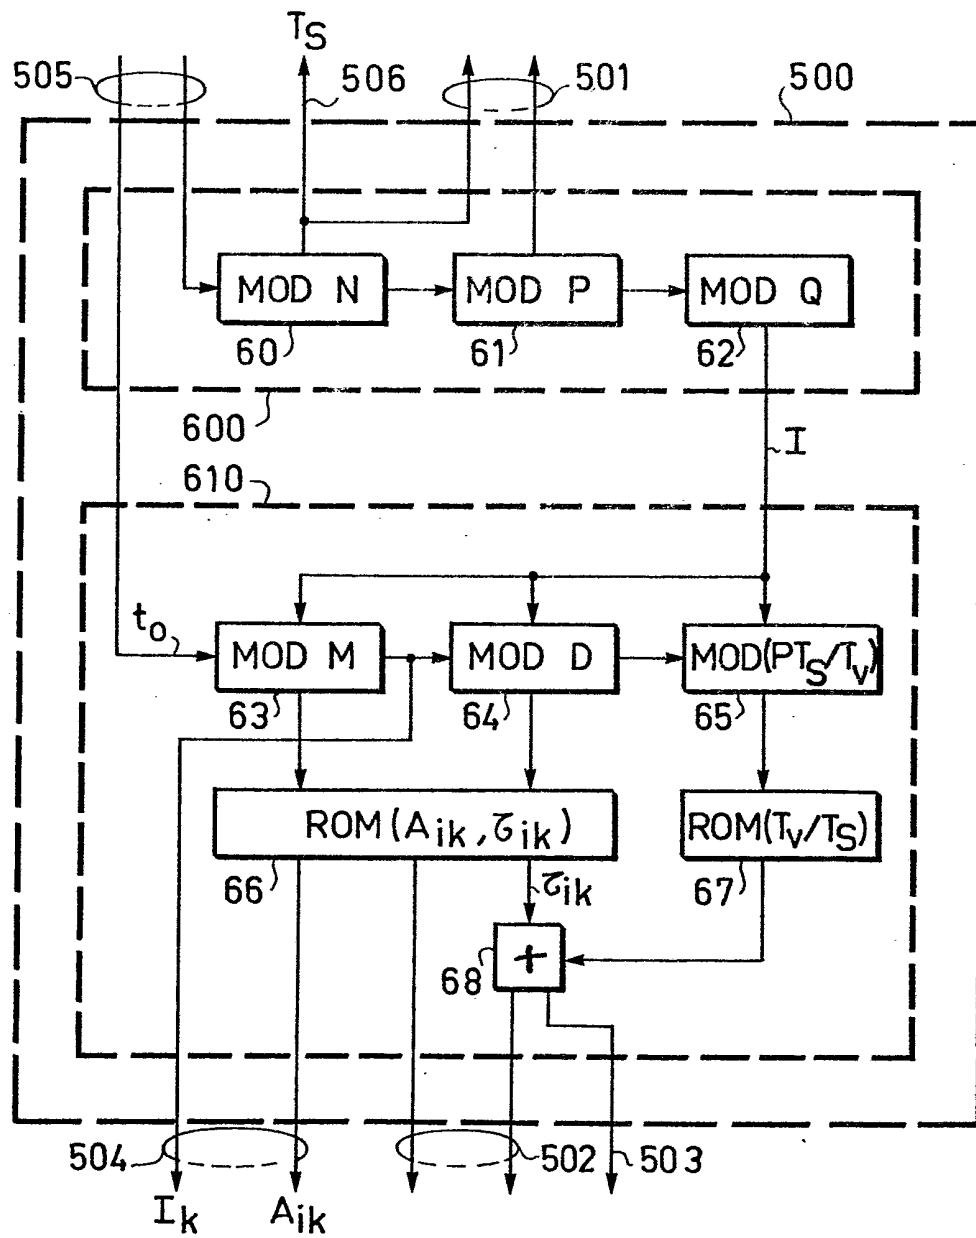 T_S
505
506
501
500
MOD N
MOD P
MOD Q
60
61
62
600
I
610
t_o
MOD M
MOD D
MOD(PT_S/T_V)
63
64
65
ROM(A_ik, τ_ik)
ROM(T_V/T_S)
66
τ_ik
67
68
+
504
502
503
I_k
A_ik